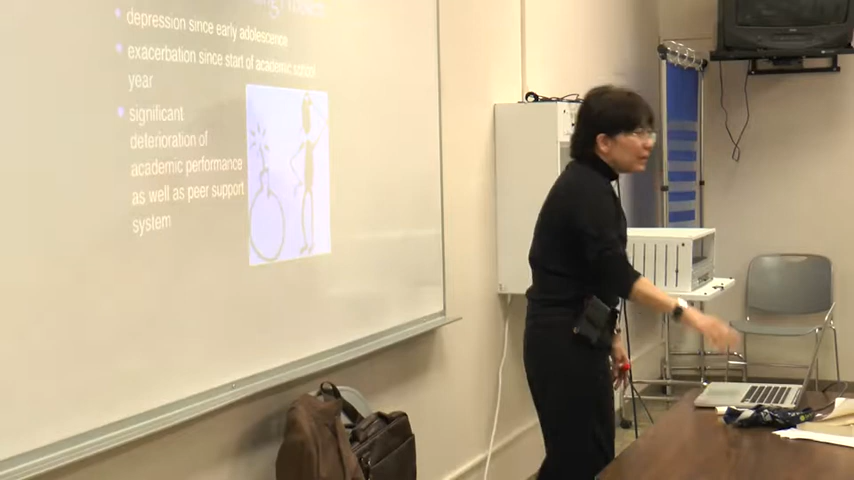 depression since early adolescence
exacerbation since start of academic school
year
significant
deterioration of
academic performance
as well as peer support
system